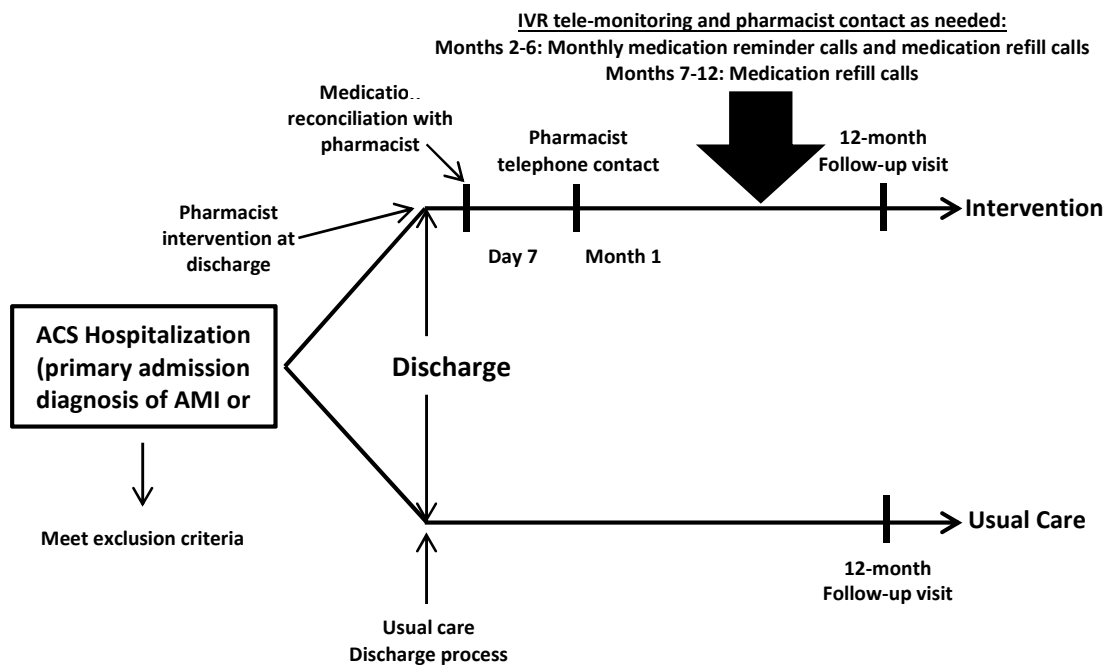 IVR tele-monitoring and pharmacist contact as needed:
Months 2-6: Monthly medication reminder calls and medication refill calls
Months 7-12: Medication refill calls
reconciliation with
pharmacist
Pharmacist
telephone contact
12-month
Follow-up visit
Intervention
Pharmacist
intervention at
discharge
Day 7
Month 1
ACS Hospitalization
(primary admission
diagnosis of AMI or
Discharge
Meet exclusion criteria
Usual Care
12-month
Follow-up visit
Usual care
Discharge process